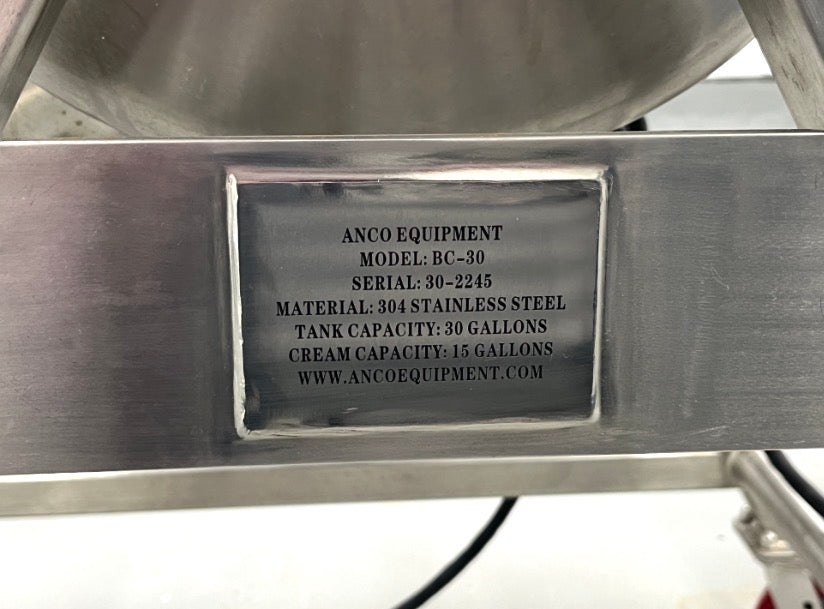 ANCO EQUIPMENT
MODEL: BC-30
SERIAL: 30-2245
MATERIAL: 304 STAINLESS STEEL
TANK CAPACITY: 30 GALLONS
CREAM CAPACITY: 15 GALLONS
WWW.ANCOEQUIPMENT.COM